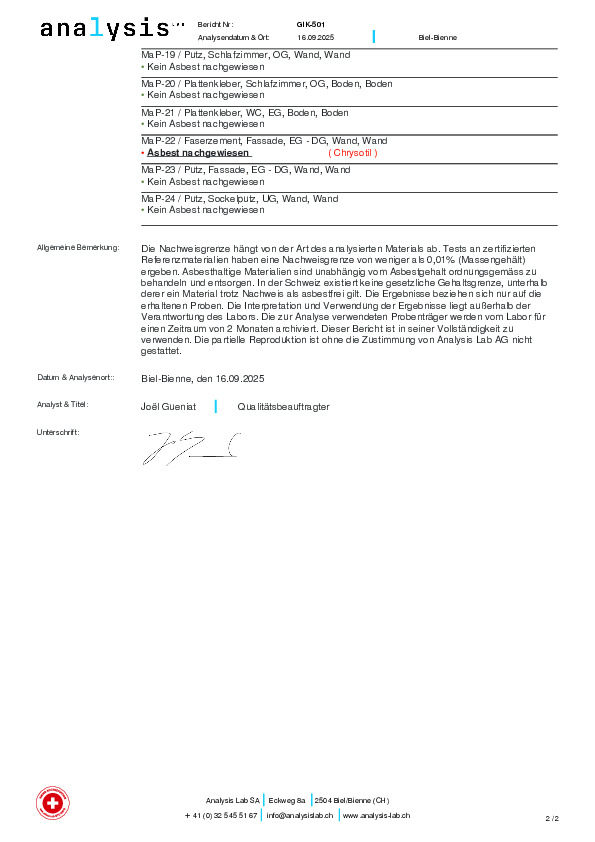 analysis
Bericht Nr: GIK-501
Analysendatum & Ort: 16.09.2025 Biel-Bienne
MaP-19 / Putz, Schlafzimmer, OG, Wand, Wand
• Kein Asbest nachgewiesen
MaP-20 / Plattenkleber, Schlafzimmer, OG, Boden, Boden
• Kein Asbest nachgewiesen
MaP-21 / Plattenkleber, WC, EG, Boden, Boden
• Kein Asbest nachgewiesen
MaP-22 / Faserzement, Fassade, EG - DG, Wand, Wand
• Asbest nachgewiesen ( Chrysotil )
MaP-23 / Putz, Fassade, EG - DG, Wand, Wand
• Kein Asbest nachgewiesen
MaP-24 / Putz, Sockelputz, UG, Wand, Wand
• Kein Asbest nachgewiesen
Allgemeine Bemerkung:
Die Nachweisgrenze hängt von der Art des analysierten Materials ab. Tests an zertifizierten
Referenzmaterialien haben eine Nachweisgrenze von weniger als 0,01% (Massengehält)
ergeben. Asbesthaltige Materialien sind unabhängig vom Asbestgehalt ordnungsgemäss zu
behandeln und entsorgen. In der Schweiz existiert keine gesetzliche Gehaltsgrenze, unterhalb
derer ein Material trotz Nachweis als asbestfrei gilt. Die Ergebnisse beziehen sich nur auf die
erhaltenen Proben. Die Interpretation und Verwendung der Ergebnisse liegt außerhalb der
Verantwortung des Labors. Die zur Analyse verwendeten Probenträger werden vom Labor für
einen Zeitraum von 2 Monaten archiviert. Dieser Bericht ist in seiner Vollständigkeit zu
verwenden. Die partielle Reproduktion ist ohne die Zustimmung von Analysis Lab AG nicht
gestattet.
Datum & Analysenort:: Biel-Bienne, den 16.09.2025
Analyst & Titel: Joël Gueniat Qualitätsbeauftragter
Unterschrift:
Analysis Lab SA Eckweg 8a 2504 Biel/Bienne (CH)
+ 41 (0) 32 545 51 67 info@analysislab.ch www.analysis-lab.ch
2 / 2